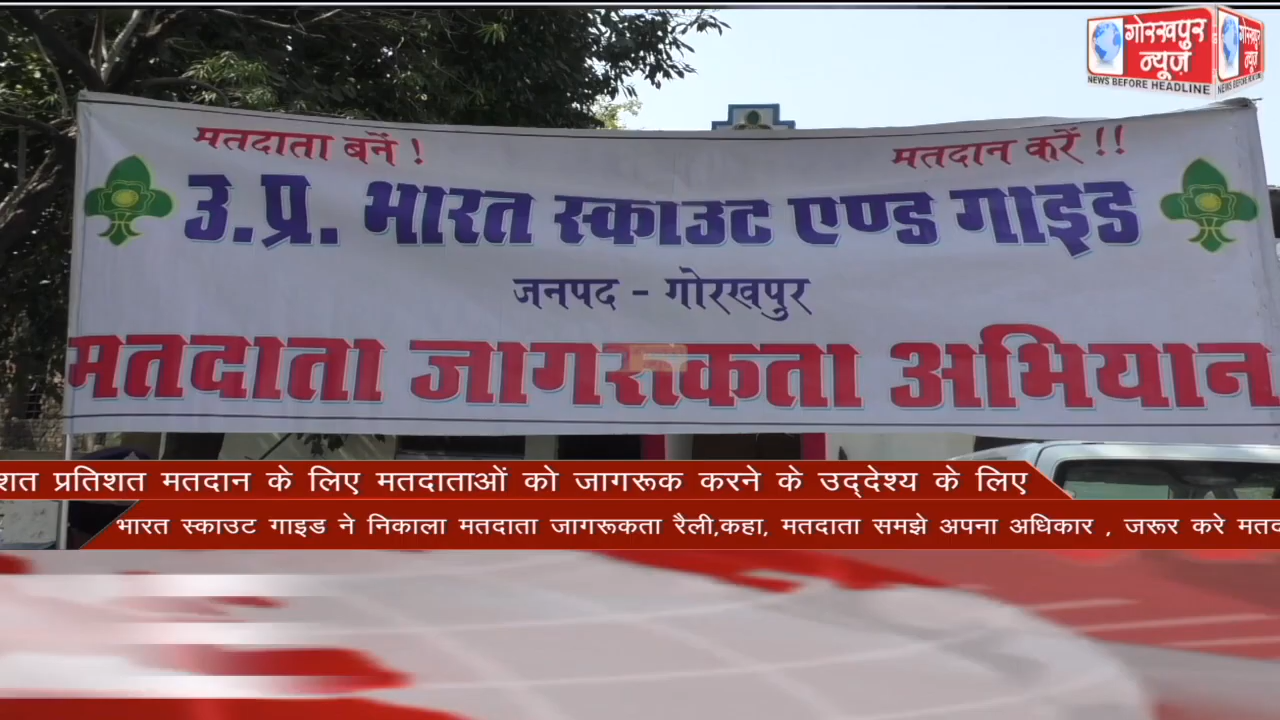 गोरखपुर
न्यूज़
NEWS BEFORE HEADLINE
मतदाता बनें !
मतदान करें !!
उ.प्र. भारत स्काउट एण्ड गाइड
जनपद - गोरखपुर
मतदाता जागरूकता अभियान
शत प्रतिशत मतदान के लिए मतदाताओं को जागरूक करने के उद्देश्य के लिए
भारत स्काउट गाइड ने निकाला मतदाता जागरूकता रैली,कहा, मतदाता समझे अपना अधिकार , जरूर करे